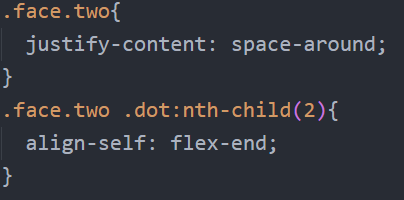 .face.two{
  justify-content: space-around;
}
.face.two .dot:nth-child(2){
  align-self: flex-end;
}